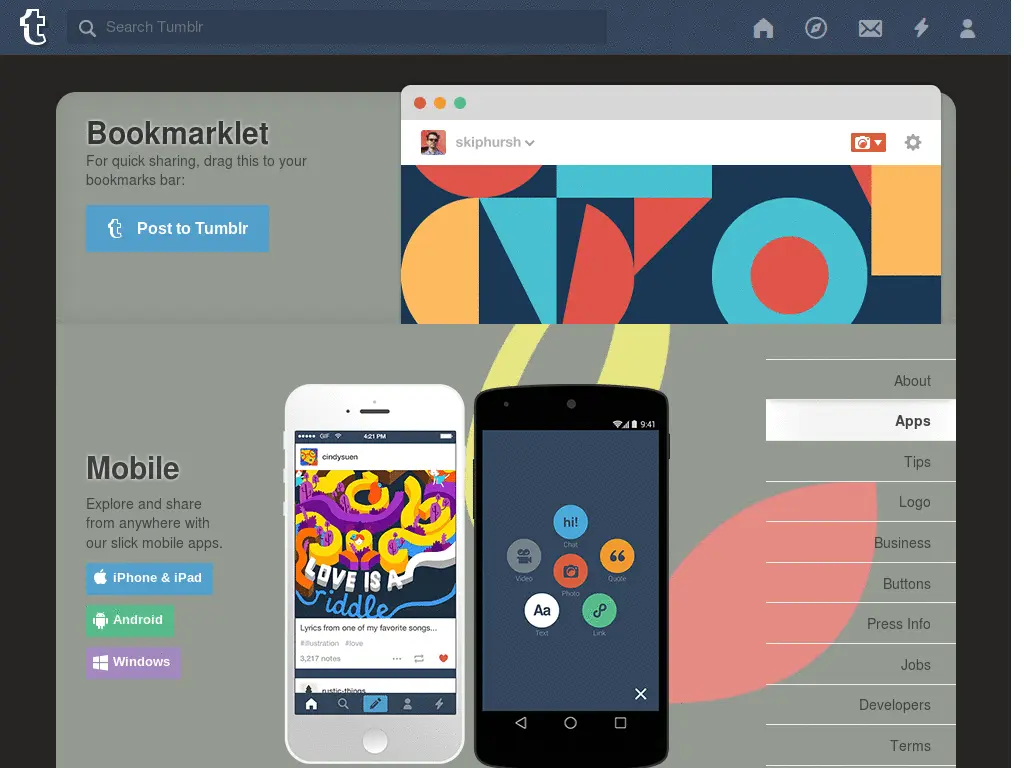 Search Tumblr
Bookmarklet
For quick sharing, drag this to your
bookmarks bar:
t Post to Tumblr
skiphursh
Mobile
Explore and share
from anywhere with
our slick mobile apps.
iPhone & iPad
Android
Windows
GIF 4:21 PM
cindysuen
LOVE IS A
riddle
Lyrics from one of my favorite songs...
#illustration #love
3,217 notes
rustic-things
9:41
hi!
Chat
Video
Quote
Photo
Aa
Text
Link
About
Apps
Tips
Logo
Business
Buttons
Press Info
Jobs
Developers
Terms